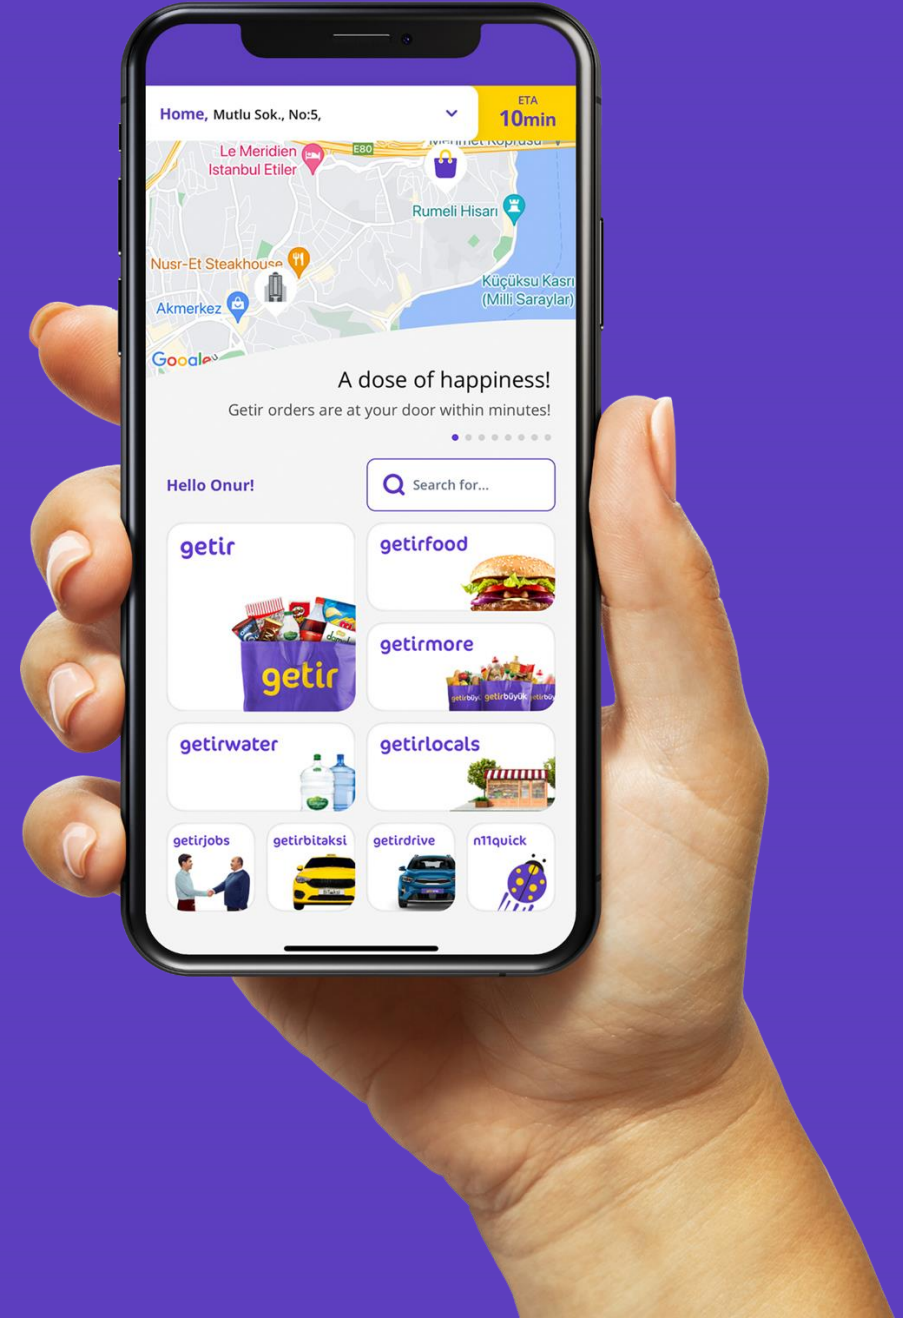 Home, Mutlu Sok., No:5,
ETA
10min
Le Meridien
Istanbul Etiler
E80
Mehmet Köprüsü
Rumeli Hisarı
Nusr-Et Steakhouse
Küçüksu Kasrı
(Milli Saraylar)
Akmerkez
Google
A dose of happiness!
Getir orders are at your door within minutes!
Hello Onur!
Search for...
getir
getirfood
getir
getirmore
getirbüyük
getirwater
getirlocals
getirjobs
getirbitaksi
getirdrive
n11quick